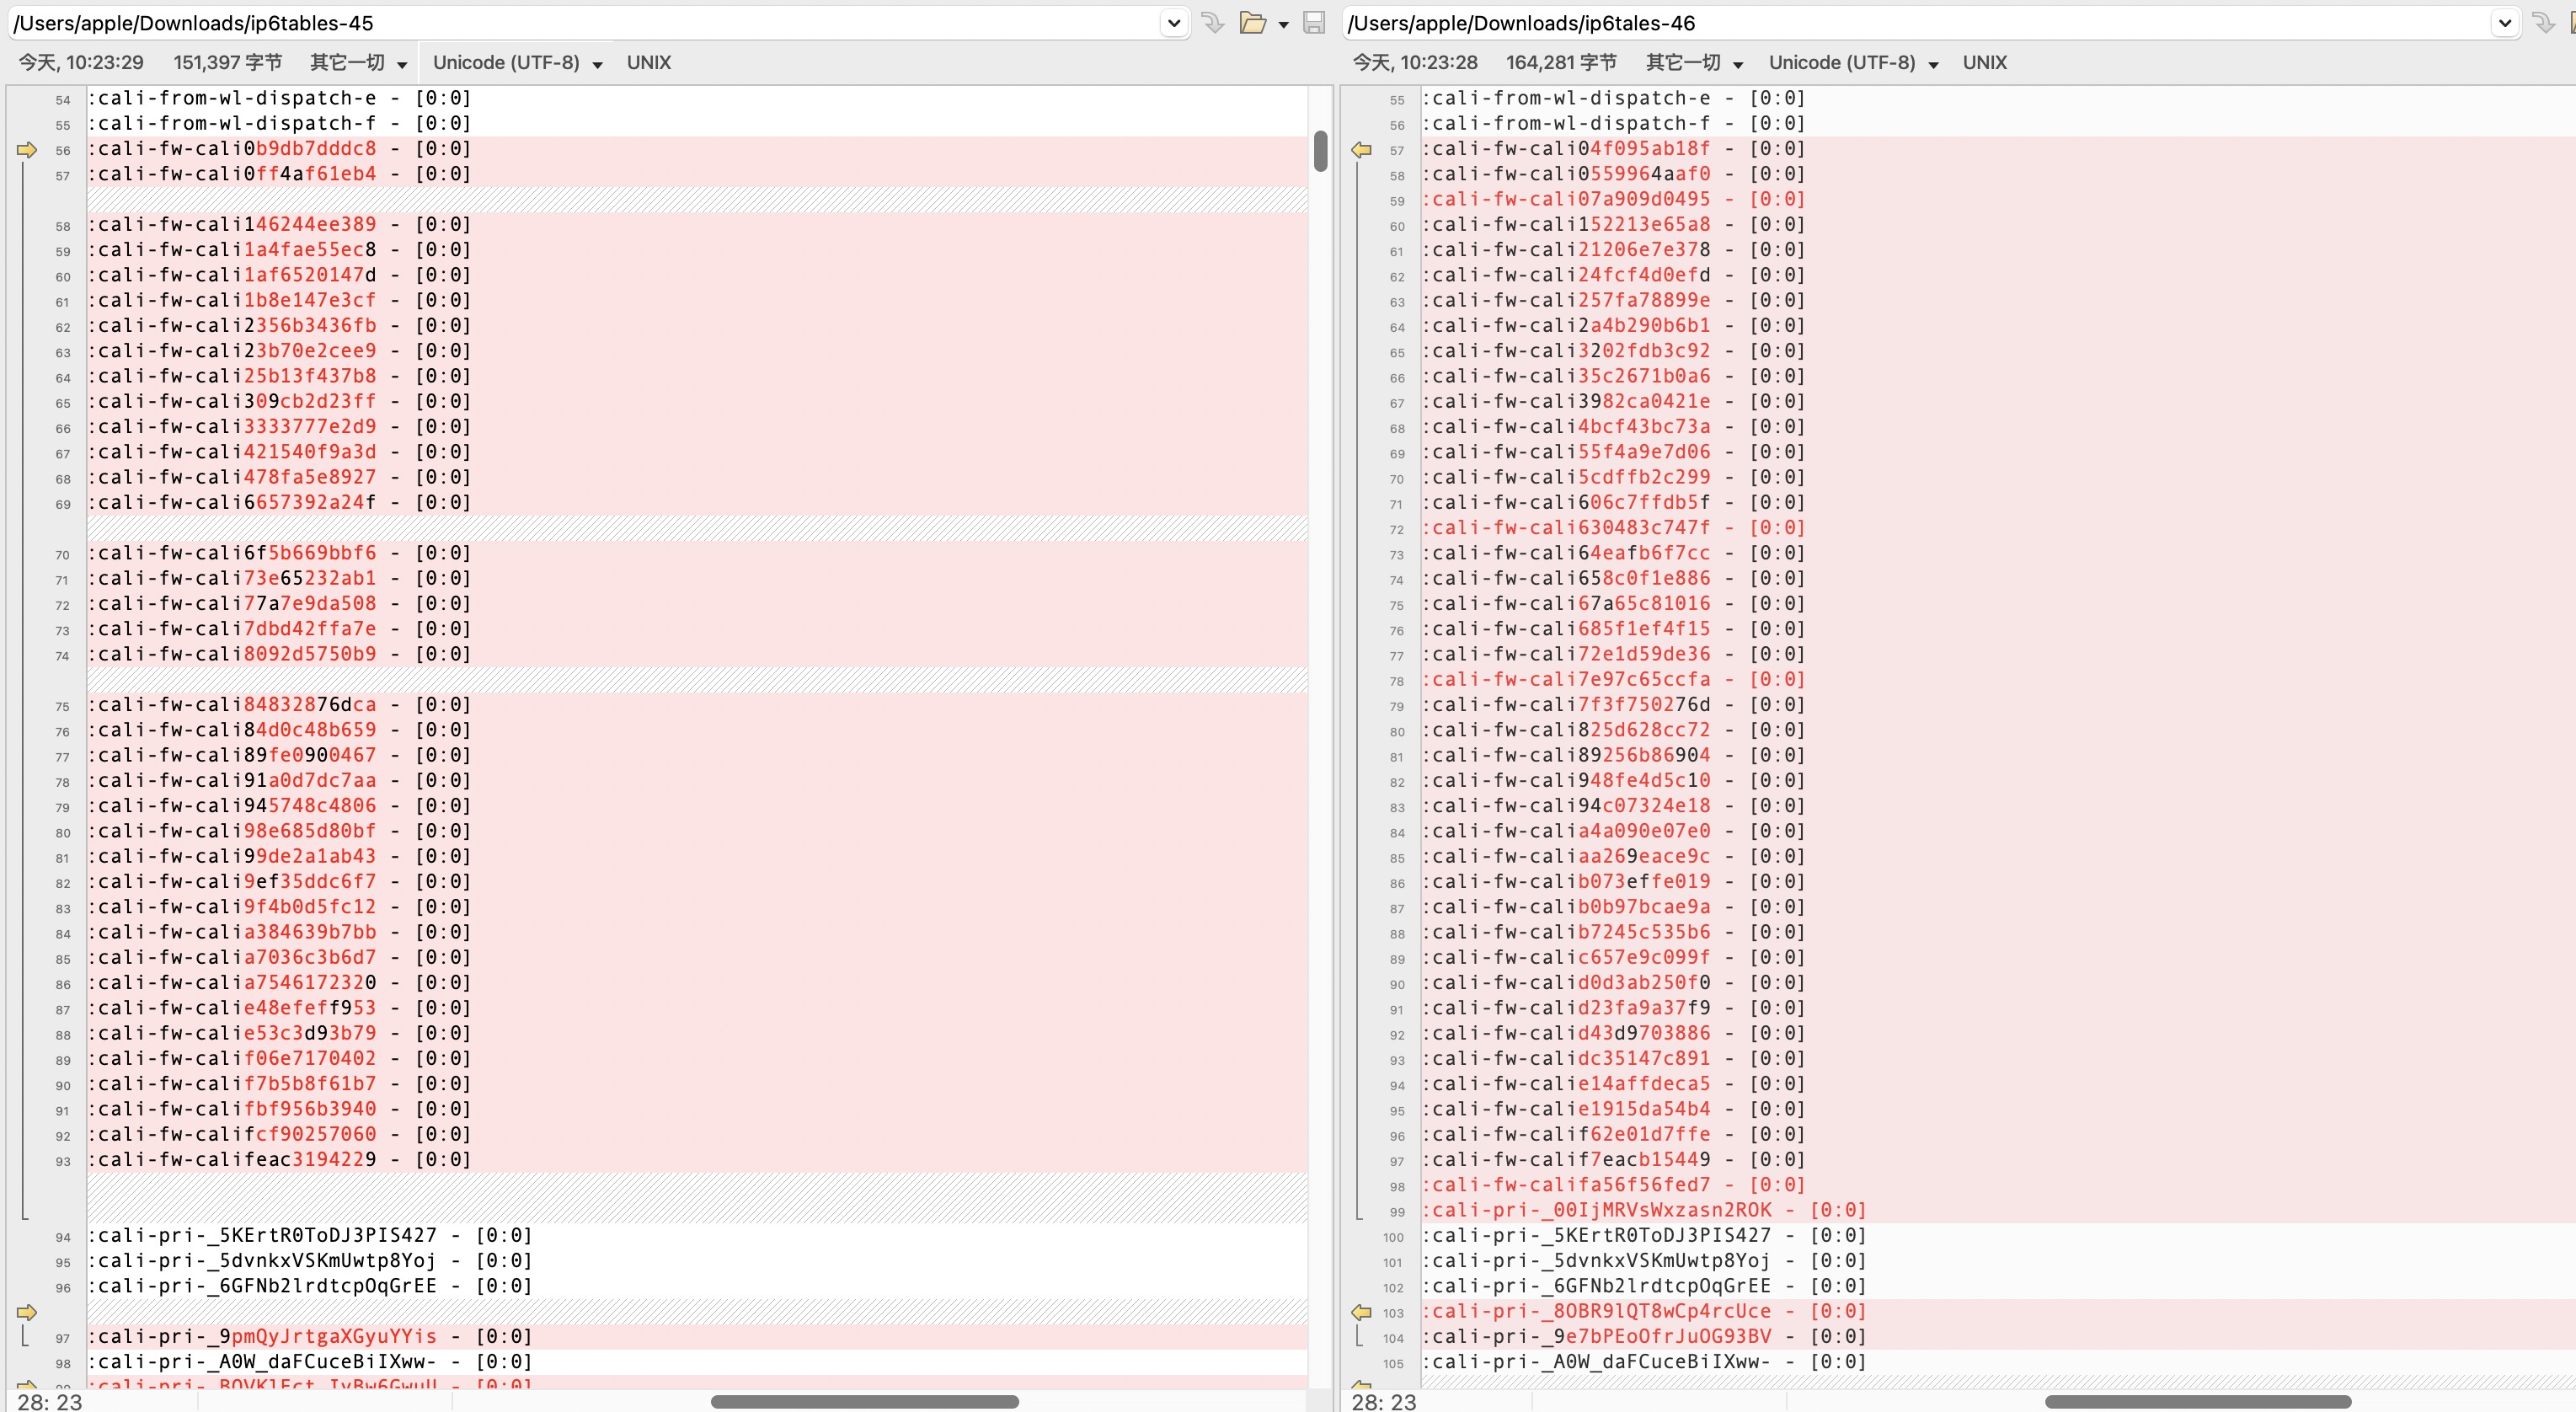 /Users/apple/Downloads/ip6tables-45
今天, 10:23:29 151,397 字节 其它一切 Unicode (UTF-8) UNIX
54 :cali-from-wl-dispatch-e - [0:0]
55 :cali-from-wl-dispatch-f - [0:0]
56 :cali-fw-cali0b9db7dddc8 - [0:0]
57 :cali-fw-cali0ff4af61eb4 - [0:0]
58 :cali-fw-cali146244ee389 - [0:0]
59 :cali-fw-cali1a4fae55ec8 - [0:0]
60 :cali-fw-cali1af6520147d - [0:0]
61 :cali-fw-cali1b8e147e3cf - [0:0]
62 :cali-fw-cali2356b3436fb - [0:0]
63 :cali-fw-cali23b70e2cee9 - [0:0]
64 :cali-fw-cali25b13f437b8 - [0:0]
65 :cali-fw-cali309cb2d23ff - [0:0]
66 :cali-fw-cali3333777e2d9 - [0:0]
67 :cali-fw-cali421540f9a3d - [0:0]
68 :cali-fw-cali478fa5e8927 - [0:0]
69 :cali-fw-cali6657392a24f - [0:0]
70 :cali-fw-cali6f5b669bbf6 - [0:0]
71 :cali-fw-cali73e65232ab1 - [0:0]
72 :cali-fw-cali77a7e9da508 - [0:0]
73 :cali-fw-cali7dbd42ffa7e - [0:0]
74 :cali-fw-cali8092d5750b9 - [0:0]
75 :cali-fw-cali84832876dca - [0:0]
76 :cali-fw-cali84d0c48b659 - [0:0]
77 :cali-fw-cali89fe0900467 - [0:0]
78 :cali-fw-cali91a0d7dc7aa - [0:0]
79 :cali-fw-cali945748c4806 - [0:0]
80 :cali-fw-cali98e685d80bf - [0:0]
81 :cali-fw-cali99de2a1ab43 - [0:0]
82 :cali-fw-cali9ef35ddc6f7 - [0:0]
83 :cali-fw-cali9f4b0d5fc12 - [0:0]
84 :cali-fw-calia384639b7bb - [0:0]
85 :cali-fw-calia7036c3b6d7 - [0:0]
86 :cali-fw-calia7546172320 - [0:0]
87 :cali-fw-calie48efeff953 - [0:0]
88 :cali-fw-calie53c3d93b79 - [0:0]
89 :cali-fw-calif06e7170402 - [0:0]
90 :cali-fw-calif7b5b8f61b7 - [0:0]
91 :cali-fw-califbf956b3940 - [0:0]
92 :cali-fw-califcf90257060 - [0:0]
93 :cali-fw-califeac3194229 - [0:0]
94 :cali-pri-_5KErtR0ToDJ3PIS427 - [0:0]
95 :cali-pri-_5dvnkxVSKmUwtp8Yoj - [0:0]
96 :cali-pri-_6GFNb2lrdtcpOqGrEE - [0:0]
97 :cali-pri-_9pmQyJrtgaXGyuYYis - [0:0]
98 :cali-pri-_A0W_daFCuceBiIXww- - [0:0]
28: 23
/Users/apple/Downloads/ip6tales-46
今天, 10:23:28 164,281 字节 其它一切 Unicode (UTF-8) UNIX
55 :cali-from-wl-dispatch-e - [0:0]
56 :cali-from-wl-dispatch-f - [0:0]
57 :cali-fw-cali04f095ab18f - [0:0]
58 :cali-fw-cali0559964aaf0 - [0:0]
59 :cali-fw-cali07a909d0495 - [0:0]
60 :cali-fw-cali152213e65a8 - [0:0]
61 :cali-fw-cali21206e7e378 - [0:0]
62 :cali-fw-cali24fcf4d0efd - [0:0]
63 :cali-fw-cali257fa78899e - [0:0]
64 :cali-fw-cali2a4b290b6b1 - [0:0]
65 :cali-fw-cali3202fdb3c92 - [0:0]
66 :cali-fw-cali35c2671b0a6 - [0:0]
67 :cali-fw-cali3982ca0421e - [0:0]
68 :cali-fw-cali4bcf43bc73a - [0:0]
69 :cali-fw-cali55f4a9e7d06 - [0:0]
70 :cali-fw-cali5cdffb2c299 - [0:0]
71 :cali-fw-cali606c7ffdb5f - [0:0]
72 :cali-fw-cali630483c747f - [0:0]
73 :cali-fw-cali64eafb6f7cc - [0:0]
74 :cali-fw-cali658c0f1e886 - [0:0]
75 :cali-fw-cali67a65c81016 - [0:0]
76 :cali-fw-cali685f1ef4f15 - [0:0]
77 :cali-fw-cali72e1d59de36 - [0:0]
78 :cali-fw-cali7e97c65ccfa - [0:0]
79 :cali-fw-cali7f3f750276d - [0:0]
80 :cali-fw-cali825d628cc72 - [0:0]
81 :cali-fw-cali89256b86904 - [0:0]
82 :cali-fw-cali948fe4d5c10 - [0:0]
83 :cali-fw-cali94c07324e18 - [0:0]
84 :cali-fw-calia4a090e07e0 - [0:0]
85 :cali-fw-caliaa269eace9c - [0:0]
86 :cali-fw-calib073effe019 - [0:0]
87 :cali-fw-calib0b97bcae9a - [0:0]
88 :cali-fw-calib7245c535b6 - [0:0]
89 :cali-fw-calic657e9c099f - [0:0]
90 :cali-fw-calid0d3ab250f0 - [0:0]
91 :cali-fw-calid23fa9a37f9 - [0:0]
92 :cali-fw-calid43d9703886 - [0:0]
93 :cali-fw-calidc35147c891 - [0:0]
94 :cali-fw-calie14affdeca5 - [0:0]
95 :cali-fw-calie1915da54b4 - [0:0]
96 :cali-fw-calif62e01d7ffe - [0:0]
97 :cali-fw-calif7eacb15449 - [0:0]
98 :cali-fw-califa56f56fed7 - [0:0]
99 :cali-pri-_00IjMRVsWxzasn2ROK - [0:0]
100 :cali-pri-_5KErtR0ToDJ3PIS427 - [0:0]
101 :cali-pri-_5dvnkxVSKmUwtp8Yoj - [0:0]
102 :cali-pri-_6GFNb2lrdtcpOqGrEE - [0:0]
103 :cali-pri-_8OBR9lQT8wCp4rcUce - [0:0]
104 :cali-pri-_9e7bPEoOfrJuOG93BV - [0:0]
105 :cali-pri-_A0W_daFCuceBiIXww- - [0:0]
28: 23